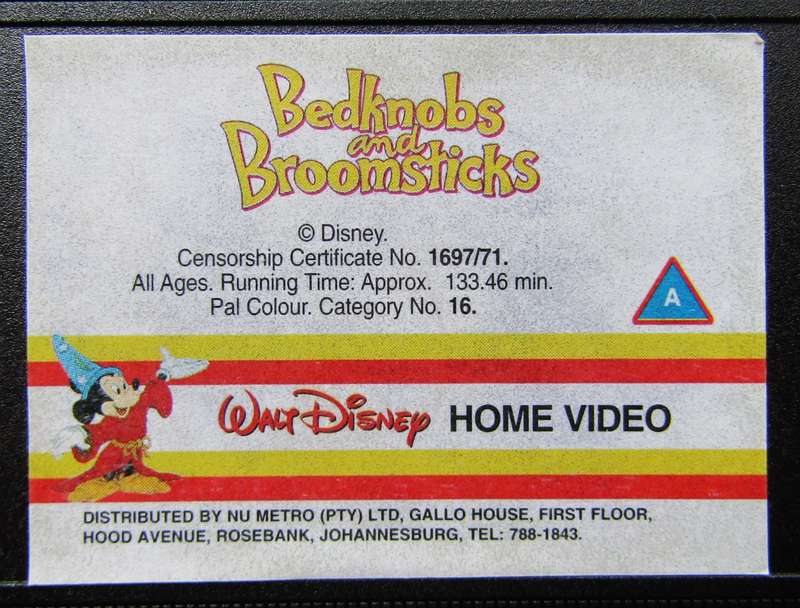 Bedknobs
and
Broomsticks
© Disney.
Censorship Certificate No. 1697/71.
All Ages. Running Time: Approx. 133.46 min.
Pal Colour. Category No. 16.
A
WALT DISNEY HOME VIDEO
DISTRIBUTED BY NU METRO (PTY) LTD, GALLO HOUSE, FIRST FLOOR,
HOOD AVENUE, ROSEBANK, JOHANNESBURG, TEL: 788-1843.